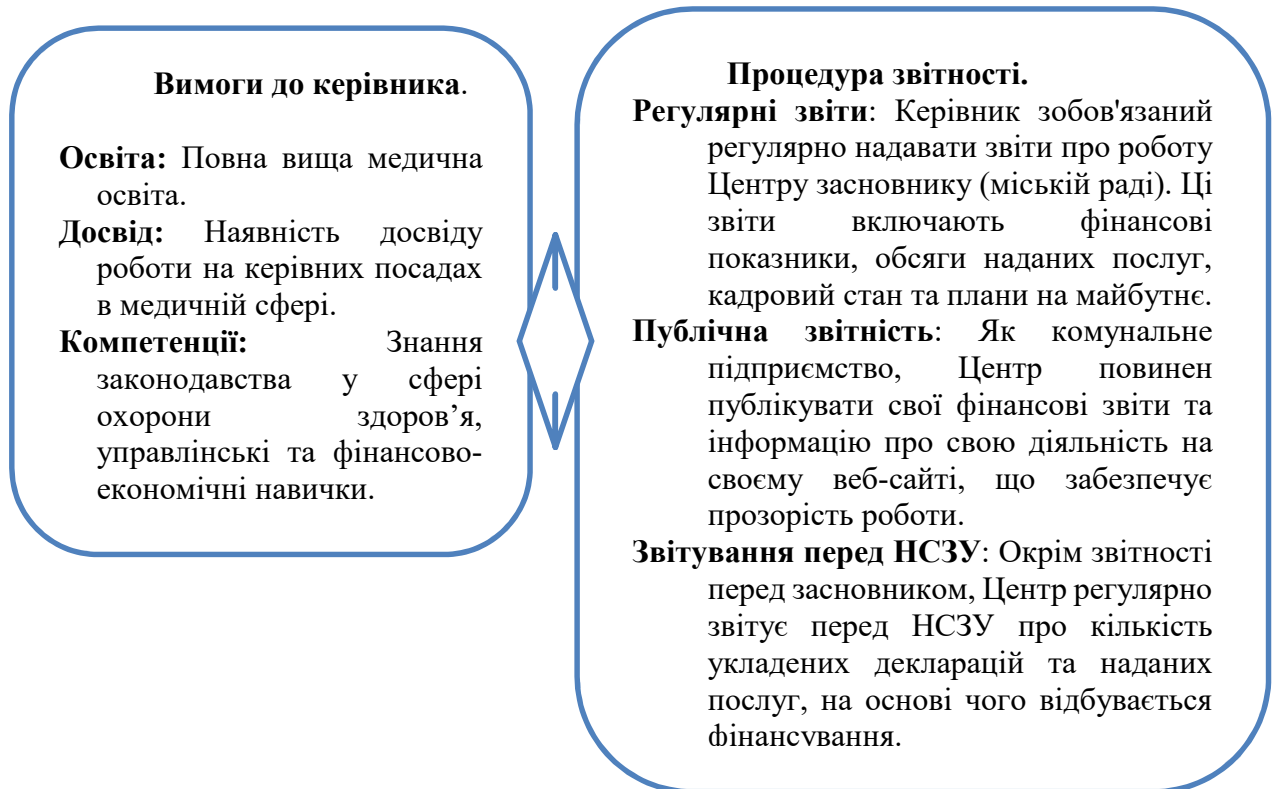 Вимоги до керівника.
Освіта: Повна вища медична
освіта.
Досвід: Наявність досвіду
роботи на керівних посадах
в медичній сфері.
Компетенції: Знання
законодавства у сфері
охорони здоров’я,
управлінські та фінансово-
економічні навички.
Процедура звітності.
Регулярні звіти: Керівник зобов'язаний
регулярно надавати звіти про роботу
Центру засновнику (міській раді). Ці
звіти включають фінансові
показники, обсяги наданих послуг,
кадровий стан та плани на майбутнє.
Публічна звітність: Як комунальне
підприємство, Центр повинен
публікувати свої фінансові звіти та
інформацію про свою діяльність на
своєму веб-сайті, що забезпечує
прозорість роботи.
Звітування перед НСЗУ: Окрім звітності
перед засновником, Центр регулярно
звітує перед НСЗУ про кількість
укладених декларацій та наданих
послуг, на основі чого відбувається
фінансування.